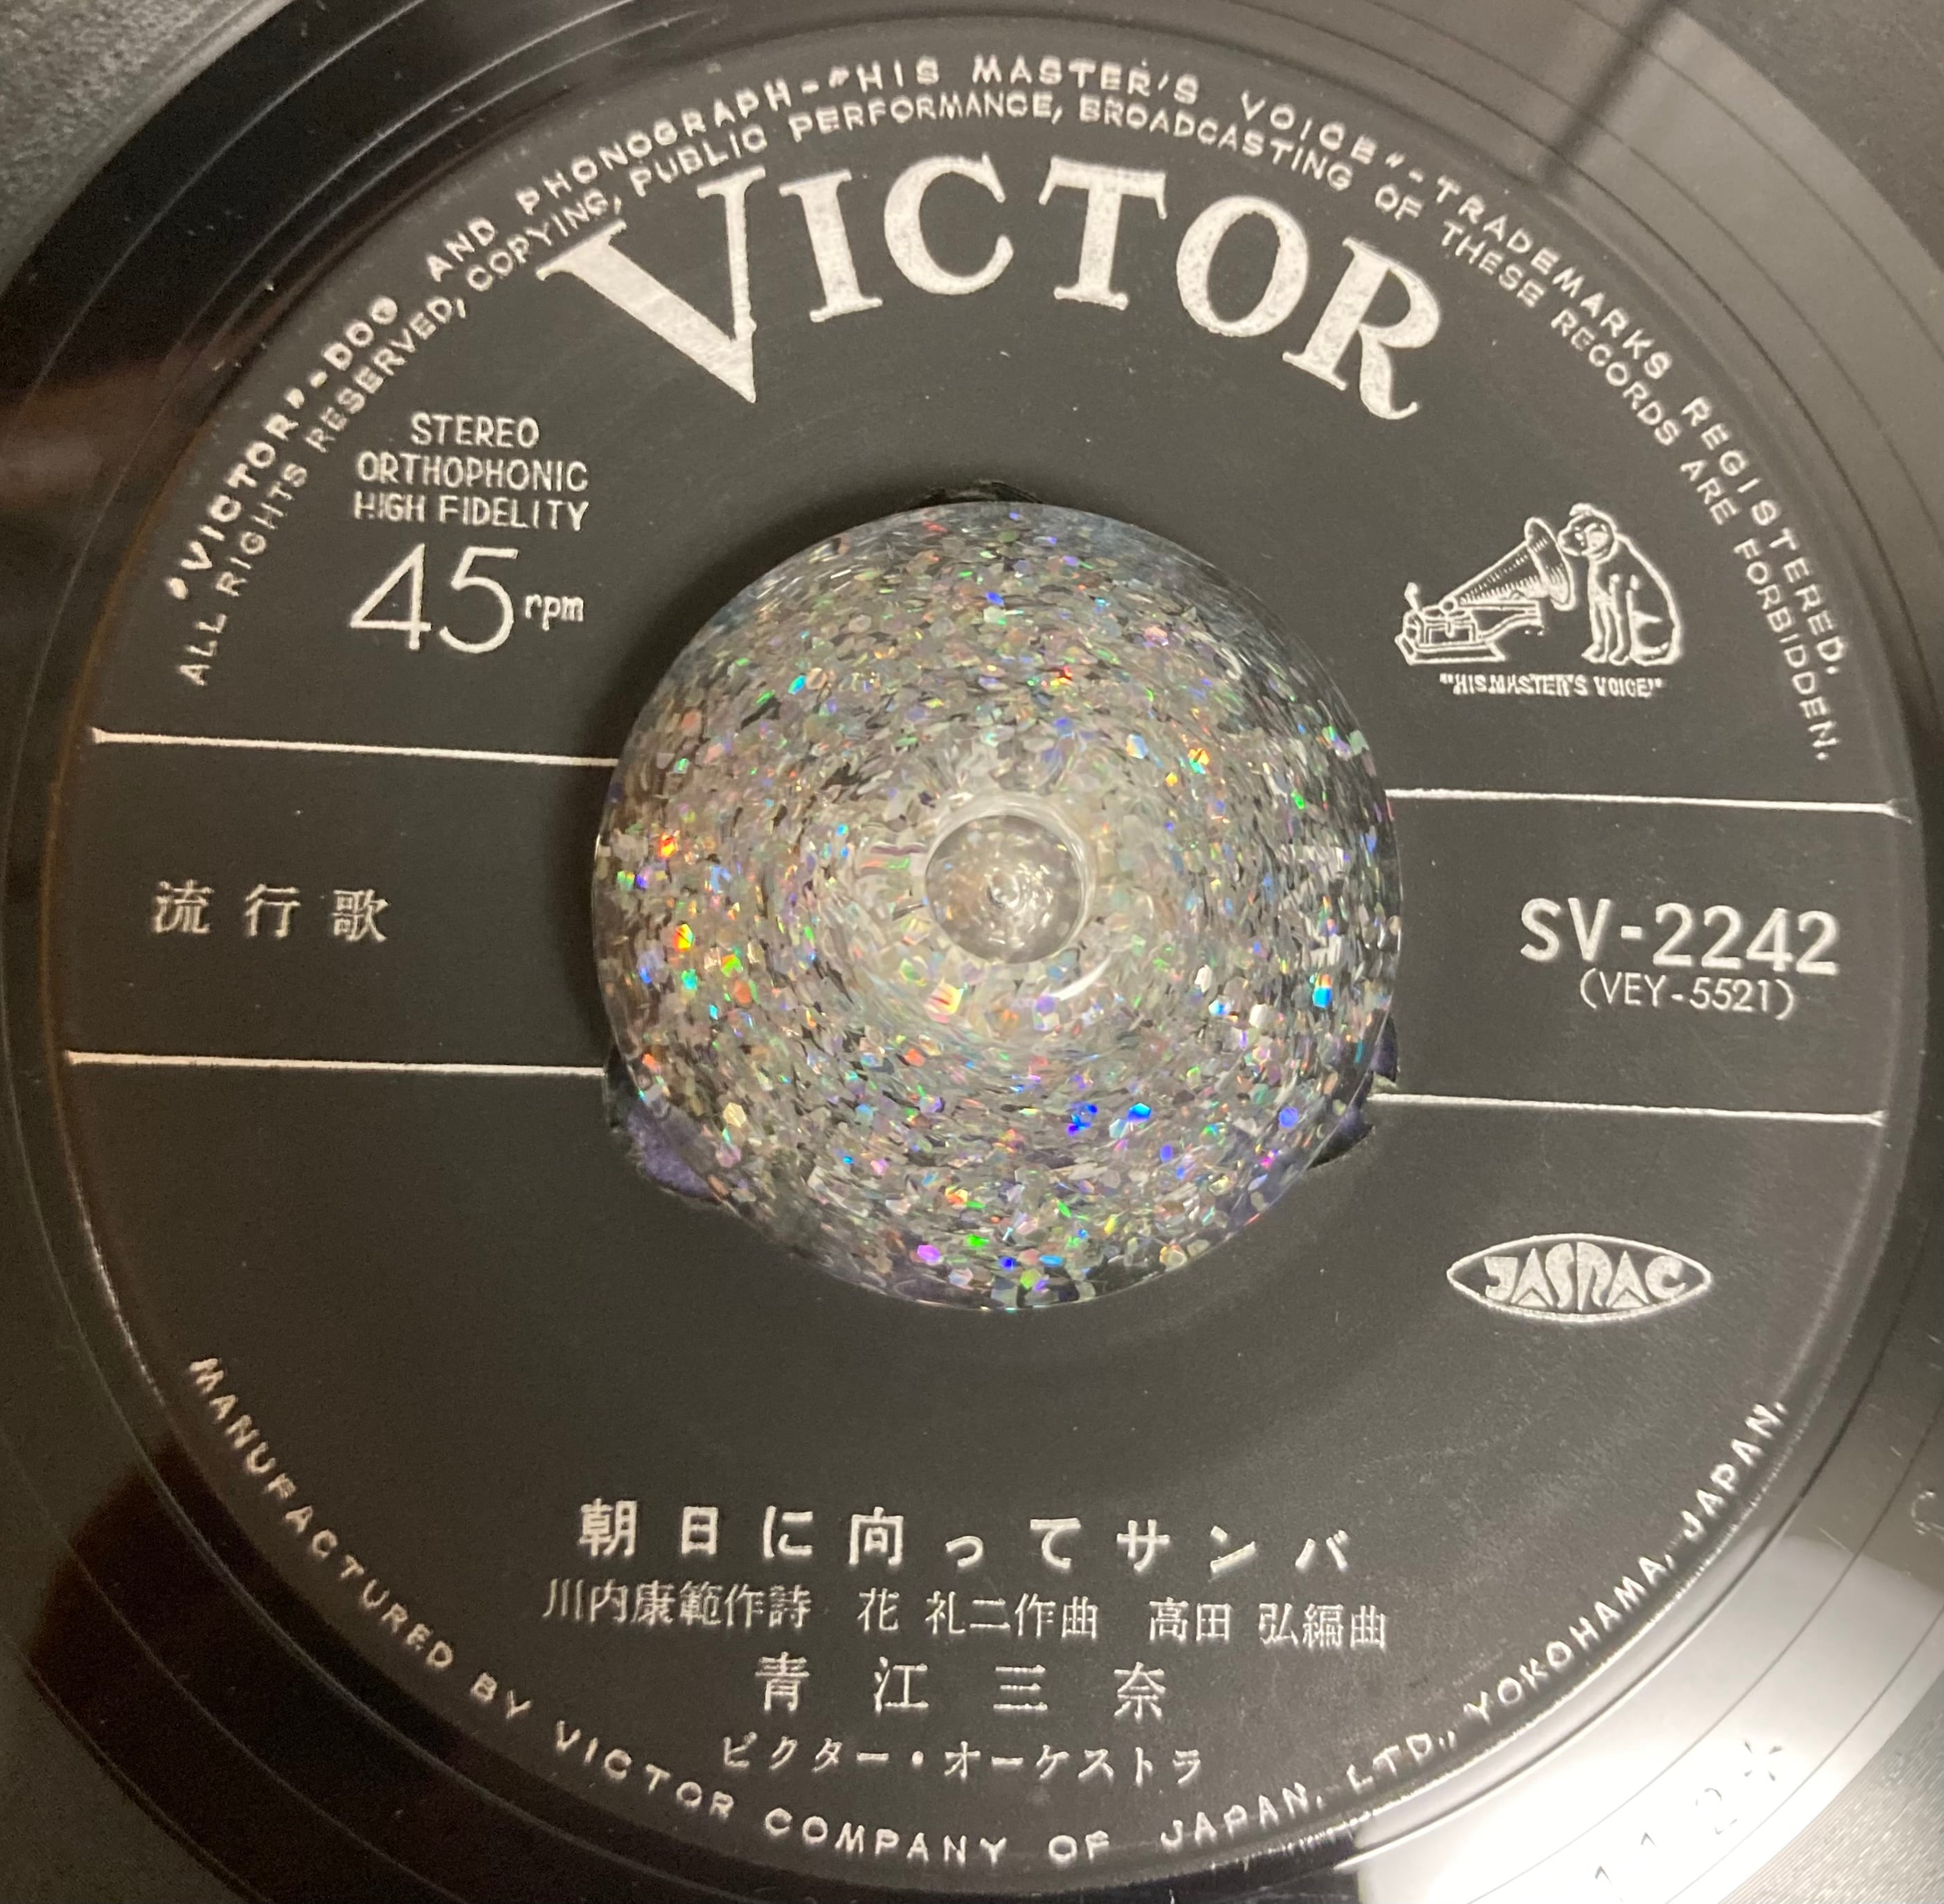 "VICTOR"-DOG AND PHONOGRAPH-"HIS MASTER'S VOICE"-TRADEMARKS REGISTERED.
ALL RIGHTS RESERVED, COPYING, PUBLIC PERFORMANCE, BROADCASTING OF THESE RECORDS ARE FORBIDDEN.
VICTOR
STEREO
ORTHOPHONIC
HIGH FIDELITY
45rpm
"HIS MASTER'S VOICE"
流行歌
SV-2242
(VEY-5521)
JASRAC
朝日に向ってサンバ
川内康範作詩 花 礼二作曲 高田 弘編曲
青江三奈
ビクター・オーケストラ
MANUFACTURED BY VICTOR COMPANY OF JAPAN, LTD., YOKOHAMA, JAPAN.